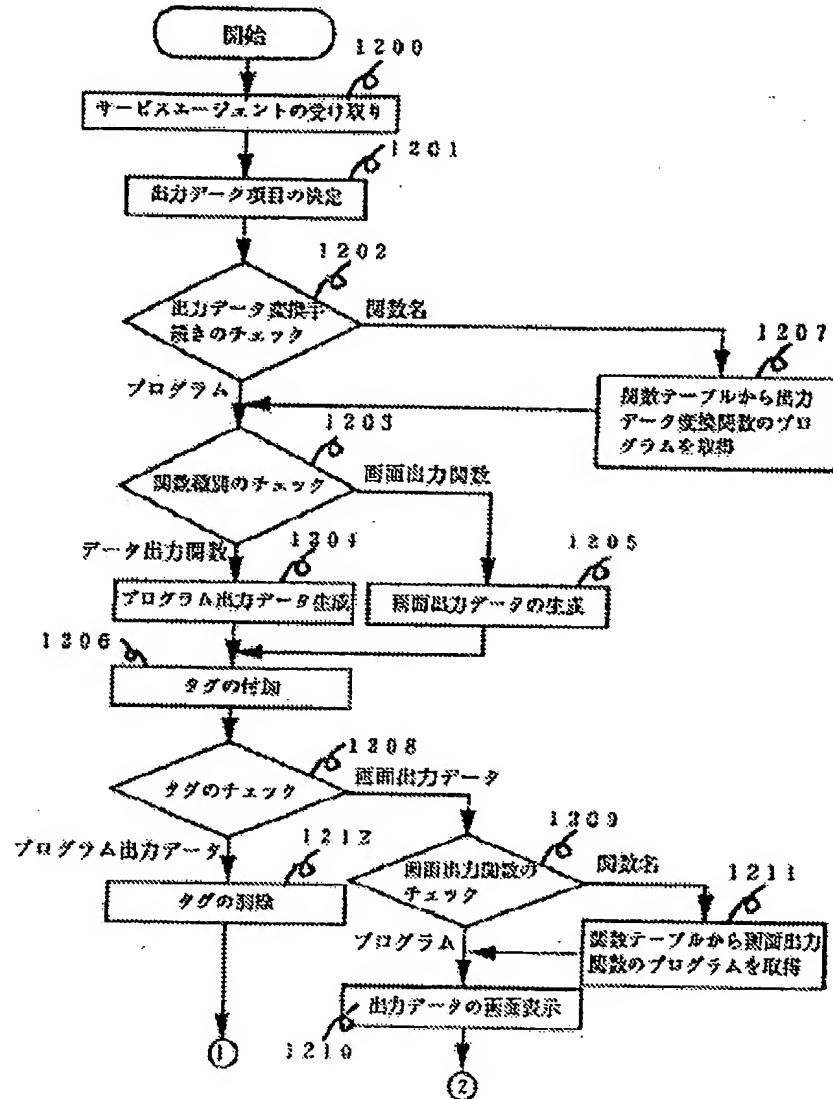 開始
1200
サービスエージェントの受け取り
1201
出力データ項目の決定
1202
出力データ変換手
続きのチェック
関数名
1207
関数テーブルから出力
データ変換関数のプロ
グラムを取得
プログラム
1203
関数種別のチェック
画面出力関数
データ出力関数
1204
プログラム出力データ生成
1205
画面出力データの生成
1206
タグの付加
1208
タグのチェック
画面出力データ
プログラム出力データ
1212
タグの削除
1209
画面出力関数の
チェック
関数名
1211
関数テーブルから画面出力
関数のプログラムを取得
プログラム
出力データの画面表示
1210
①
②